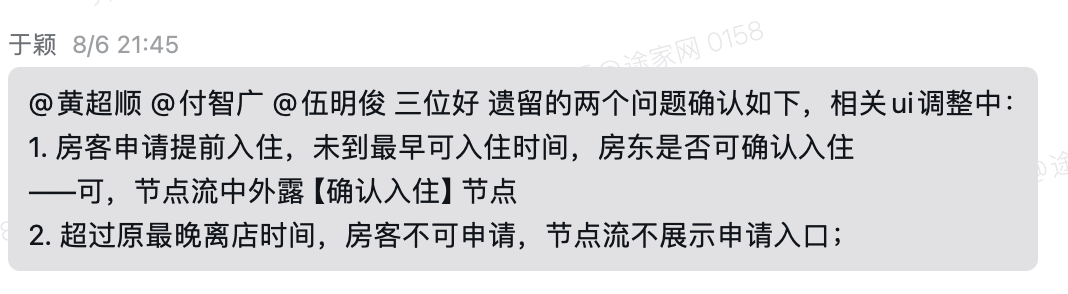 于颖 8/6 21:45
@途家网 0158
@黄超顺 @付智广 @伍明俊 三位好 遗留的两个问题确认如下，相关ui调整中：
1. 房客申请提前入住，未到最早可入住时间，房东是否可确认入住
——可，节点流中外露【确认入住】节点
@途
2. 超过原最晚离店时间，房客不可申请，节点流不展示申请入口；